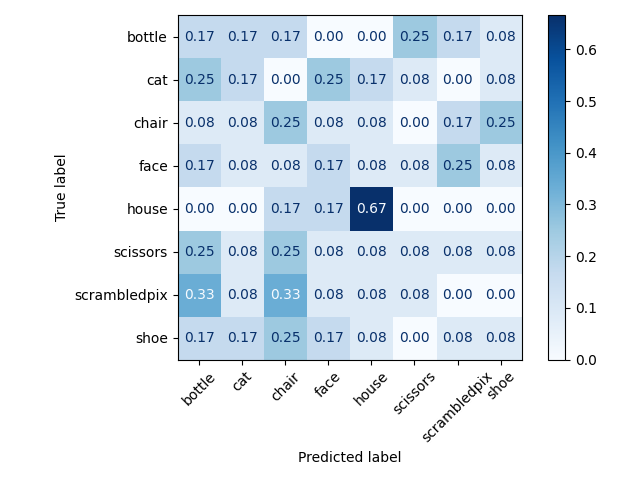 bottle 0.17 0.17 0.17 0.00 0.00 0.25 0.17 0.08
cat 0.25 0.17 0.00 0.25 0.17 0.08 0.00 0.08
chair 0.08 0.08 0.25 0.08 0.08 0.00 0.17 0.25
face 0.17 0.08 0.08 0.17 0.08 0.08 0.25 0.08
house 0.00 0.00 0.17 0.17 0.67 0.00 0.00 0.00
scissors 0.25 0.08 0.25 0.08 0.08 0.08 0.08 0.08
scrambledpix 0.33 0.08 0.33 0.08 0.08 0.08 0.00 0.00
shoe 0.17 0.17 0.25 0.17 0.08 0.00 0.08 0.08
bottle cat chair face house scissors scrambledpix shoe
Predicted label
True label
0.6
0.5
0.4
0.3
0.2
0.1
0.0